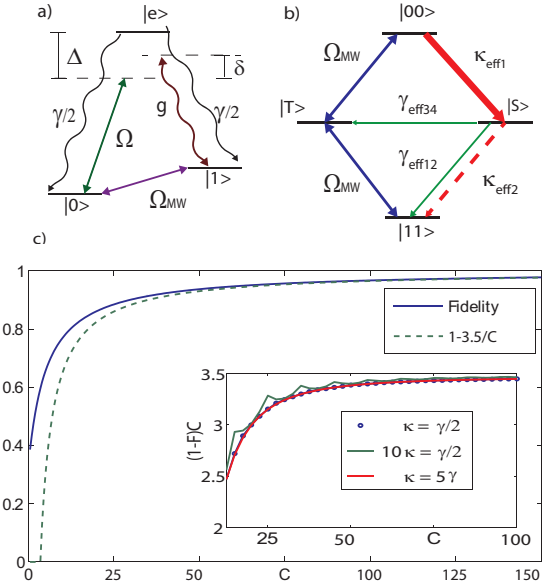 a)
|e>
Δ
δ
γ/2
g
γ/2
Ω
|1>
|0>
Ω_MW
b)
|00>
Ω_MW
κ_eff1
|T>
γ_eff34
|S>
Ω_MW
γ_eff12
κ_eff2
|11>
c)
1
0.8
0.6
0.4
0.2
0
0 25 50 C 100 125 150
Fidelity
1-3.5/C
3.5
3
2.5
2
(1-F)C
κ = γ/2
10 κ = γ/2
κ = 5γ
25 50 C 100